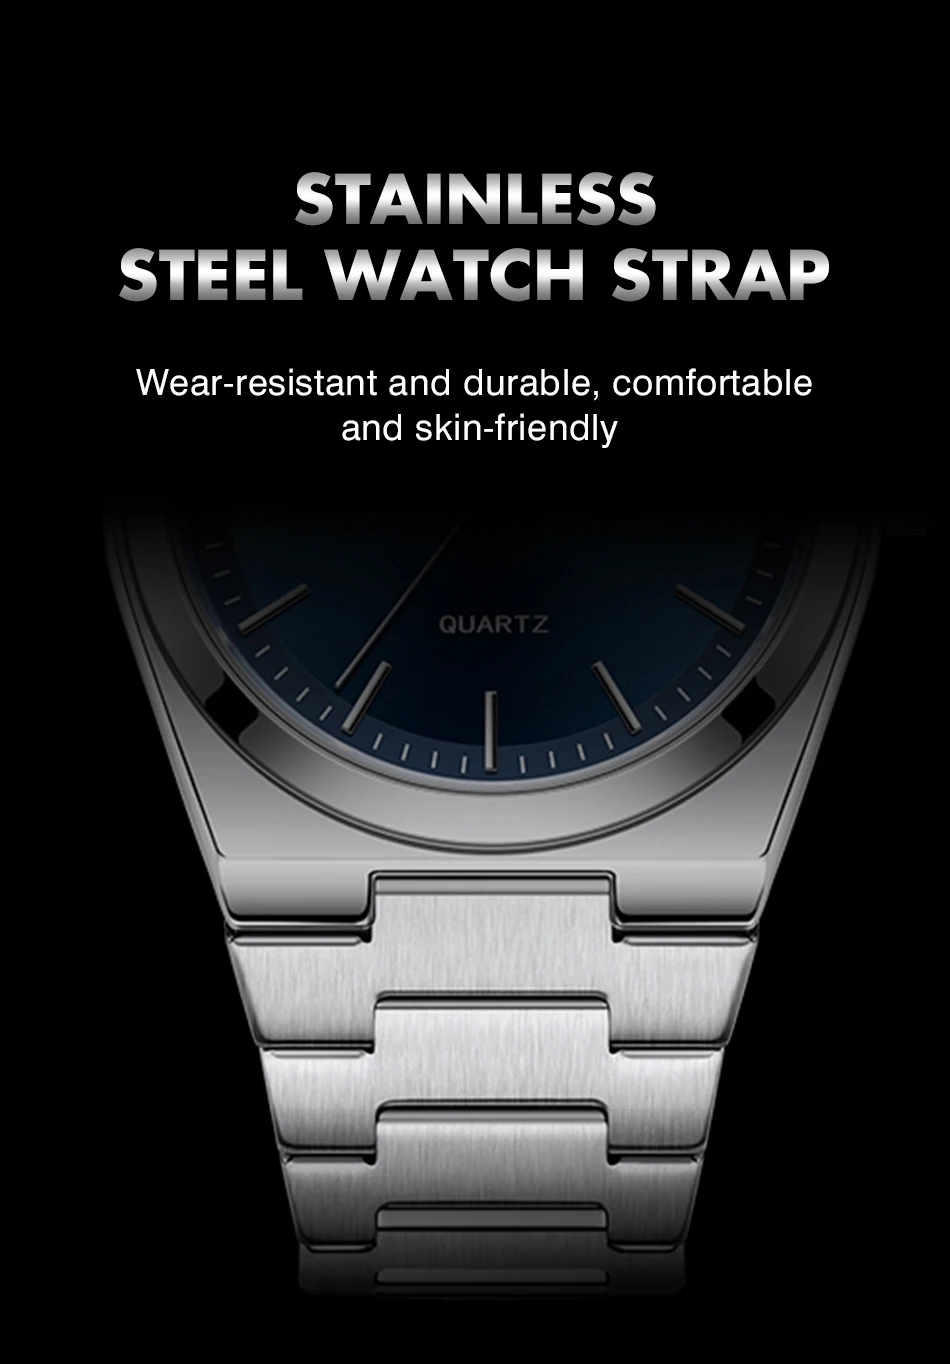 STAINLESS
STEEL WATCH STRAP
Wear-resistant and durable, comfortable
and skin-friendly
QUARTZ